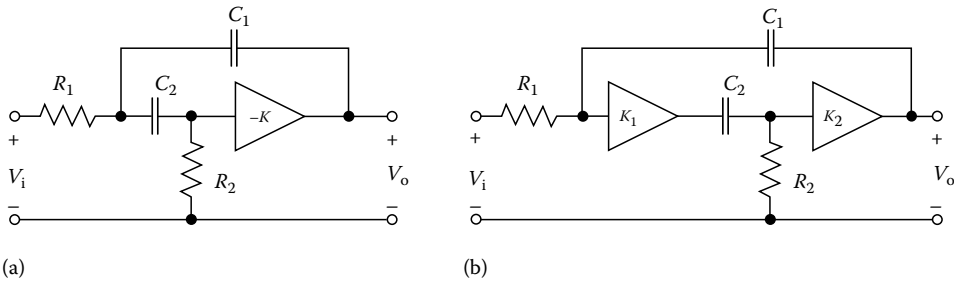 C1
C1
R1
C2
R1
C2
−K
K1
K2
+
+
+
+
Vi
R2
Vo
Vi
R2
Vo
−
−
−
−
(a)
(b)